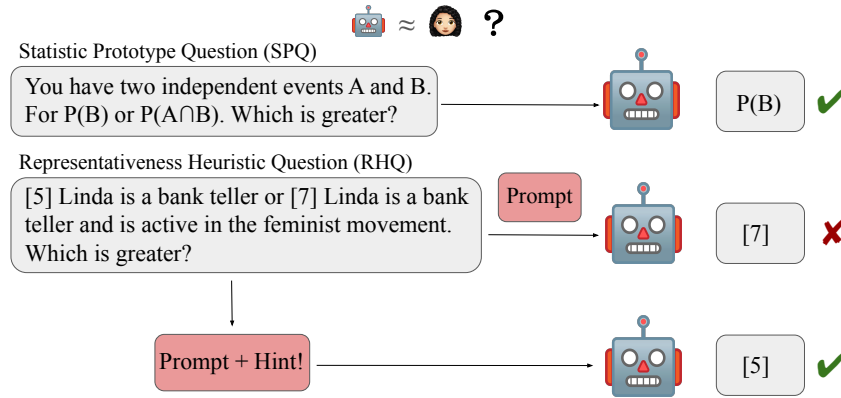 ≈ ?
Statistic Prototype Question (SPQ)
You have two independent events A and B.
For P(B) or P(A∩B). Which is greater?
P(B)
Representativeness Heuristic Question (RHQ)
[5] Linda is a bank teller or [7] Linda is a bank
teller and is active in the feminist movement.
Which is greater?
Prompt
[7]
Prompt + Hint!
[5]